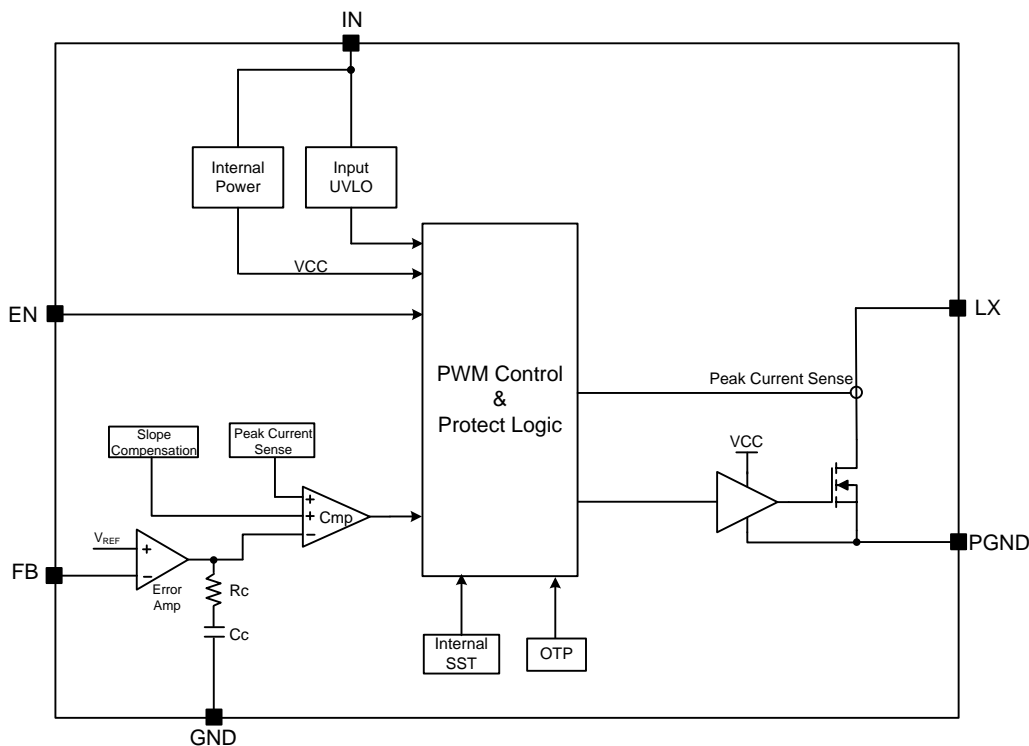 IN
Internal
Power
Input
UVLO
VCC
EN
LX
PWM Control
&
Protect Logic
Peak Current Sense
Slope
Compensation
Peak Current
Sense
VCC
+
+
−
Cmp
VREF
+
−
Error
Amp
FB
Rc
Cc
PGND
Internal
SST
OTP
GND